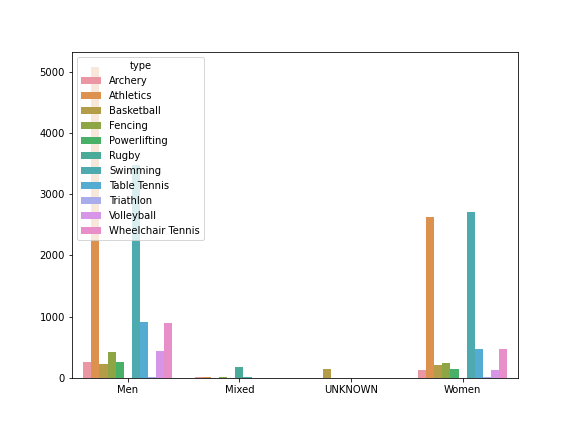 5000
4000
3000
2000
1000
0
type
Archery
Athletics
Basketball
Fencing
Powerlifting
Rugby
Swimming
Table Tennis
Triathlon
Volleyball
Wheelchair Tennis
Men Mixed UNKNOWN Women